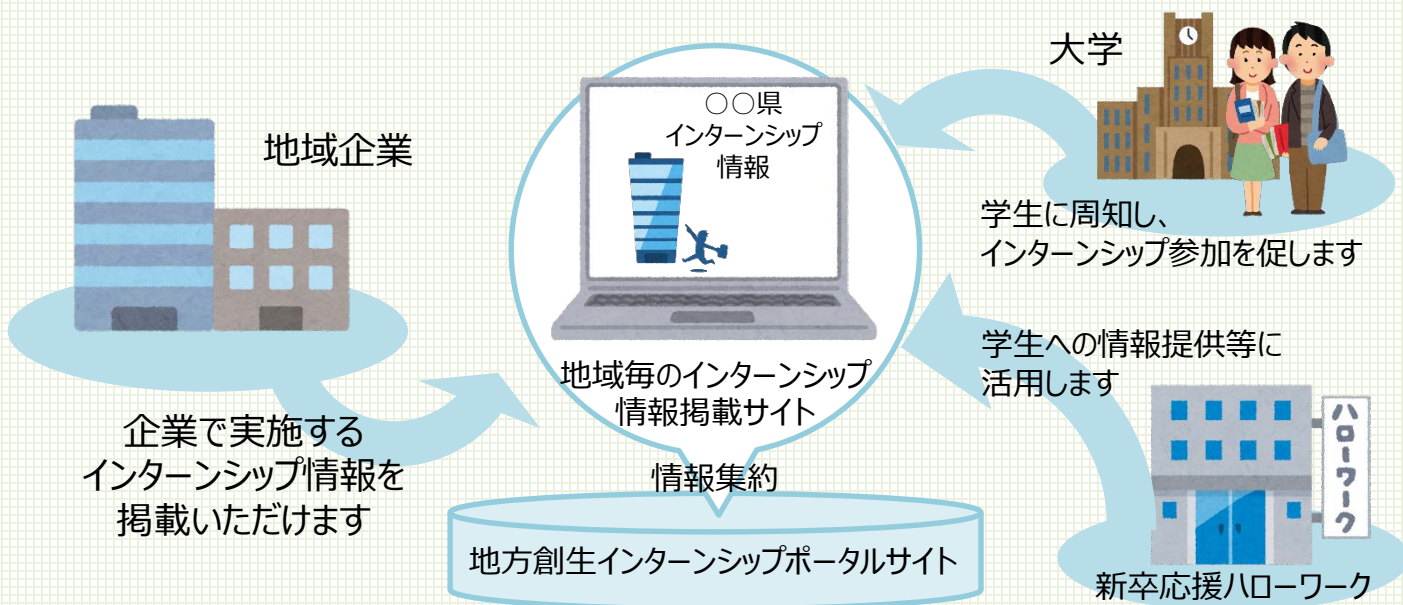 地域企業
企業で実施する
インターンシップ情報を
掲載いただけます
〇〇県
インターンシップ
情報
地域毎のインターンシップ
情報掲載サイト
情報集約
地方創生インターンシップポータルサイト
大学
学生に周知し、
インターンシップ参加を促します
学生への情報提供等に
活用します
ハローワーク
新卒応援ハローワーク